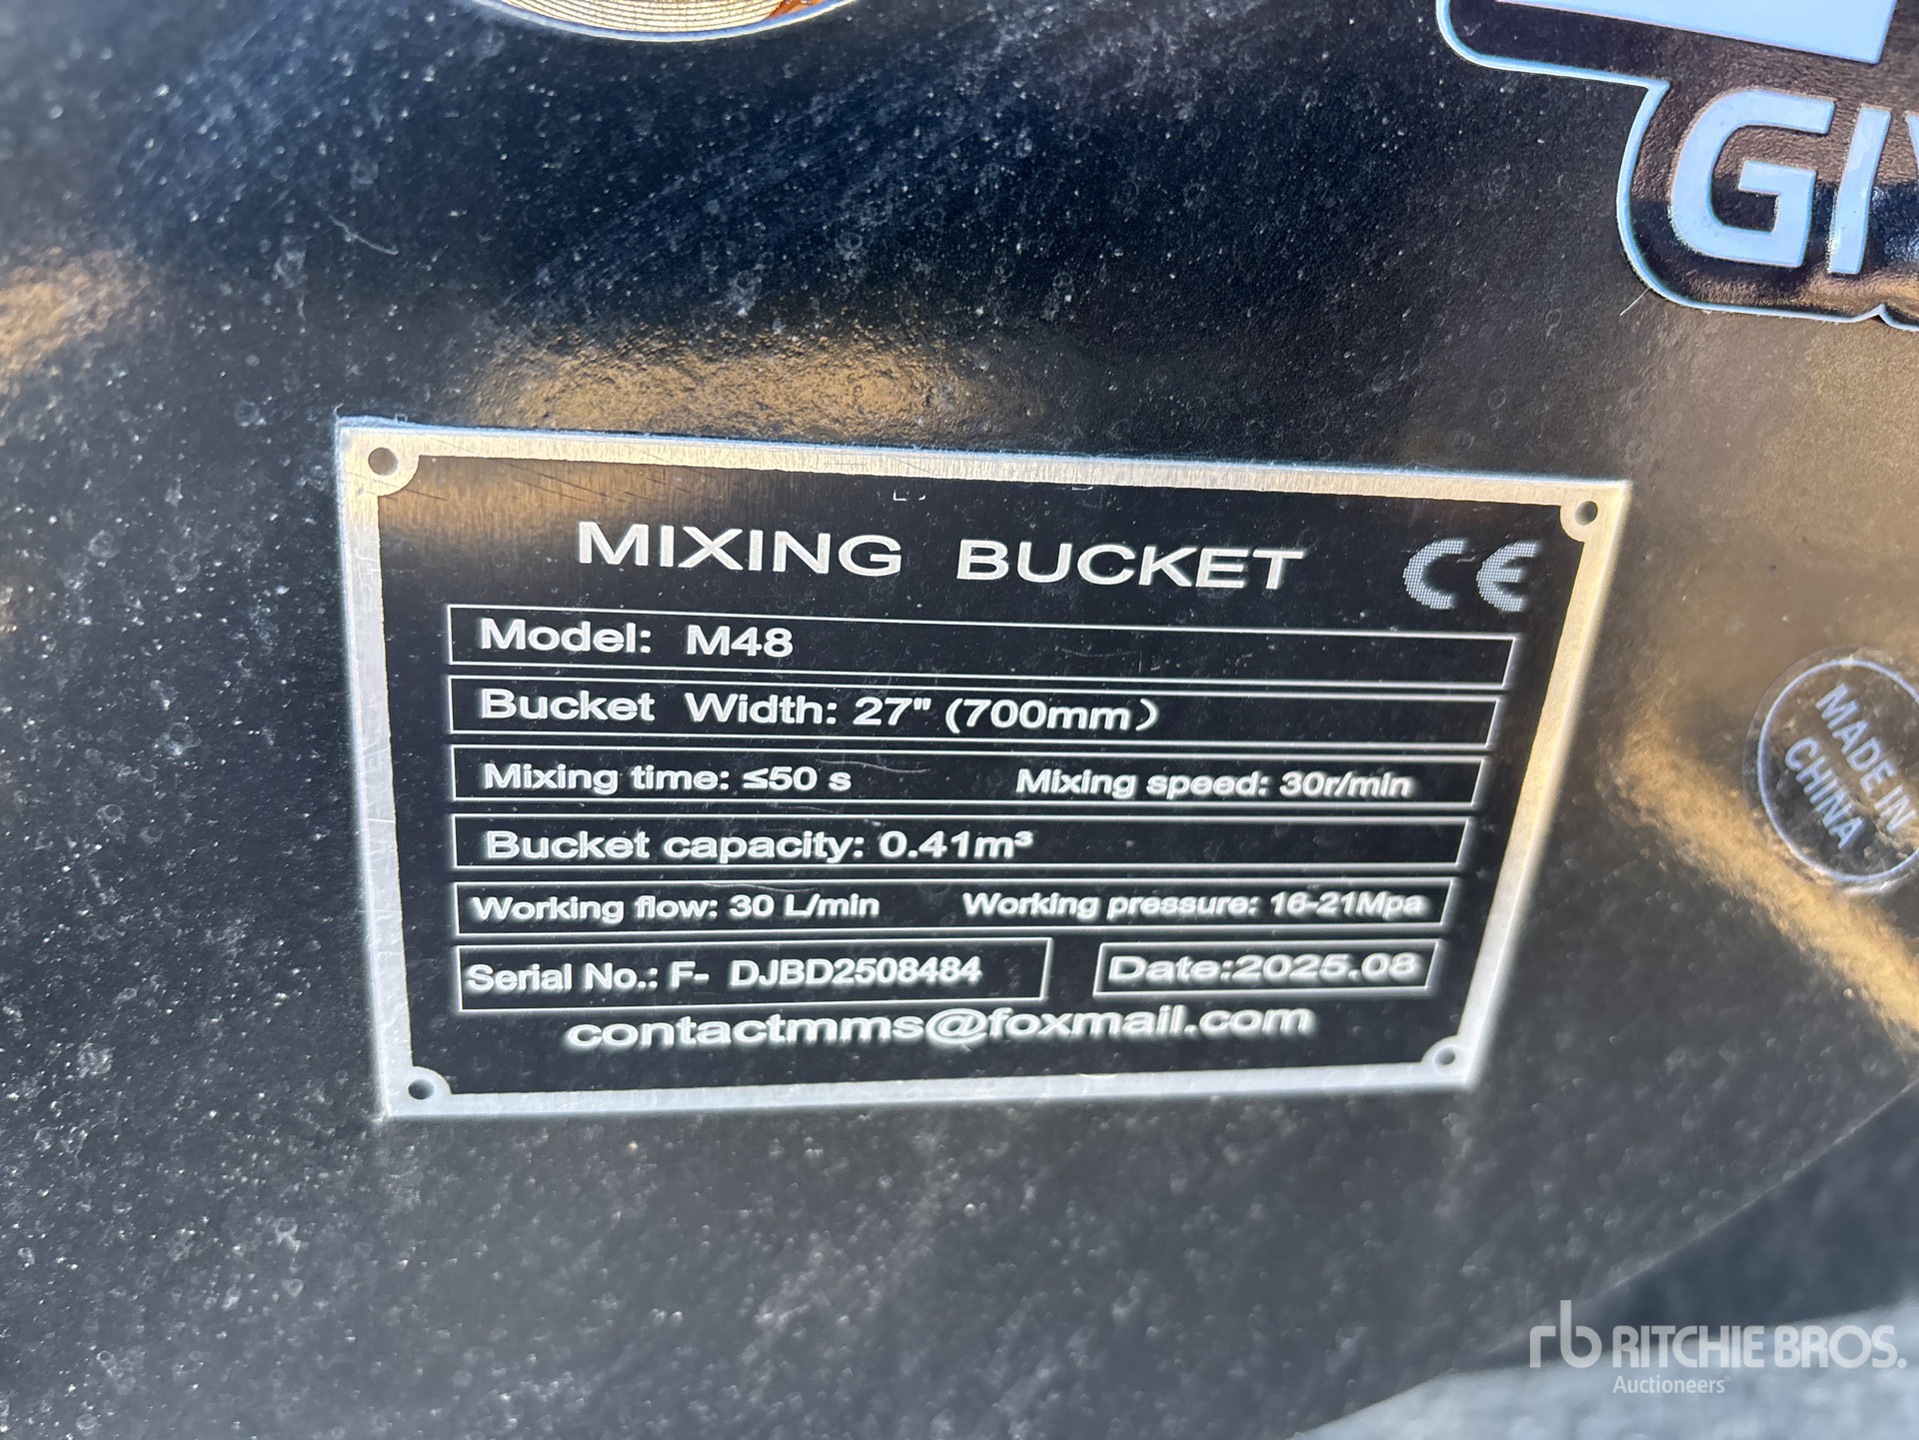 MIXING BUCKET CE
Model: M48
Bucket Width: 27" (700mm)
Mixing time: ≤50 s Mixing speed: 30r/min
Bucket capacity: 0.41m³
Working flow: 30 L/min Working pressure: 16-21Mpa
Serial No.: F- DJBD2508484 Date:2025.08
contactmms@foxmail.com
MADE IN
CHINA
rb RITCHIE BROS.
Auctioneers